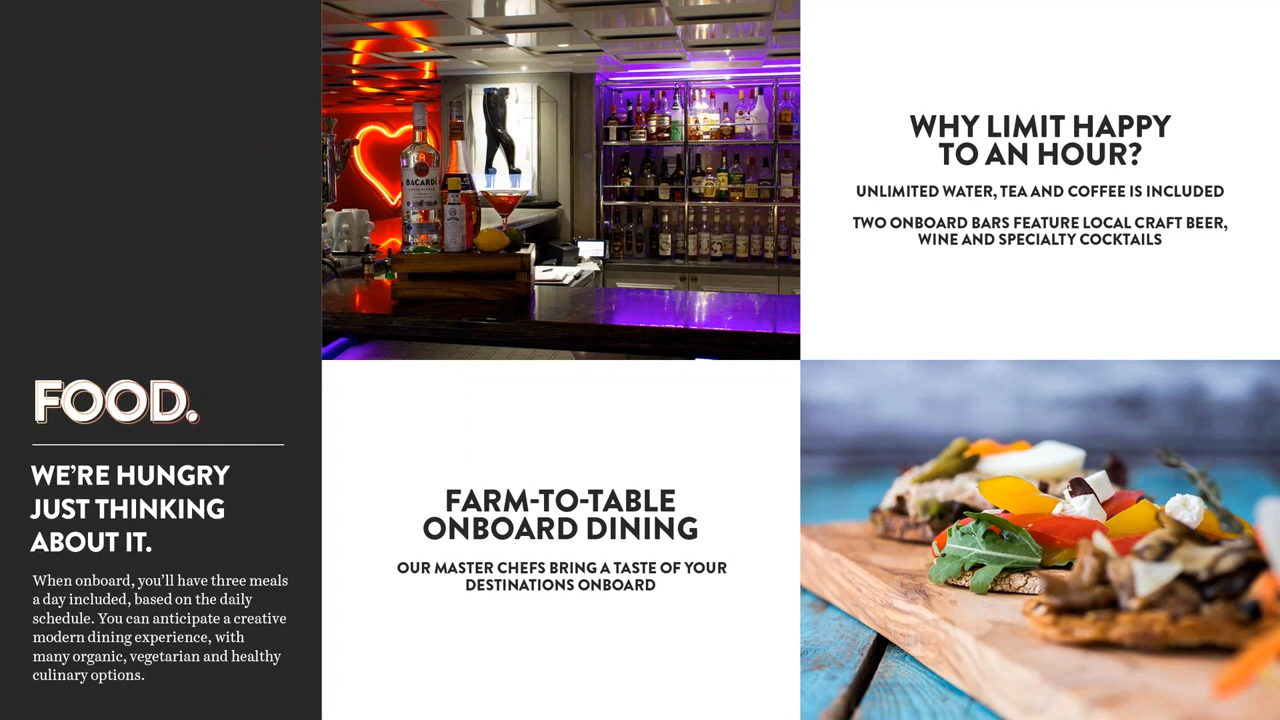 FOOD.
WE'RE HUNGRY
JUST THINKING
ABOUT IT.
When onboard, you'll have three meals
a day included, based on the daily
schedule. You can anticipate a creative
modern dining experience, with
many organic, vegetarian and healthy
culinary options.
BACARDÍ
WHY LIMIT HAPPY
TO AN HOUR?
UNLIMITED WATER, TEA AND COFFEE IS INCLUDED
TWO ONBOARD BARS FEATURE LOCAL CRAFT BEER,
WINE AND SPECIALTY COCKTAILS
FARM-TO-TABLE
ONBOARD DINING
OUR MASTER CHEFS BRING A TASTE OF YOUR
DESTINATIONS ONBOARD